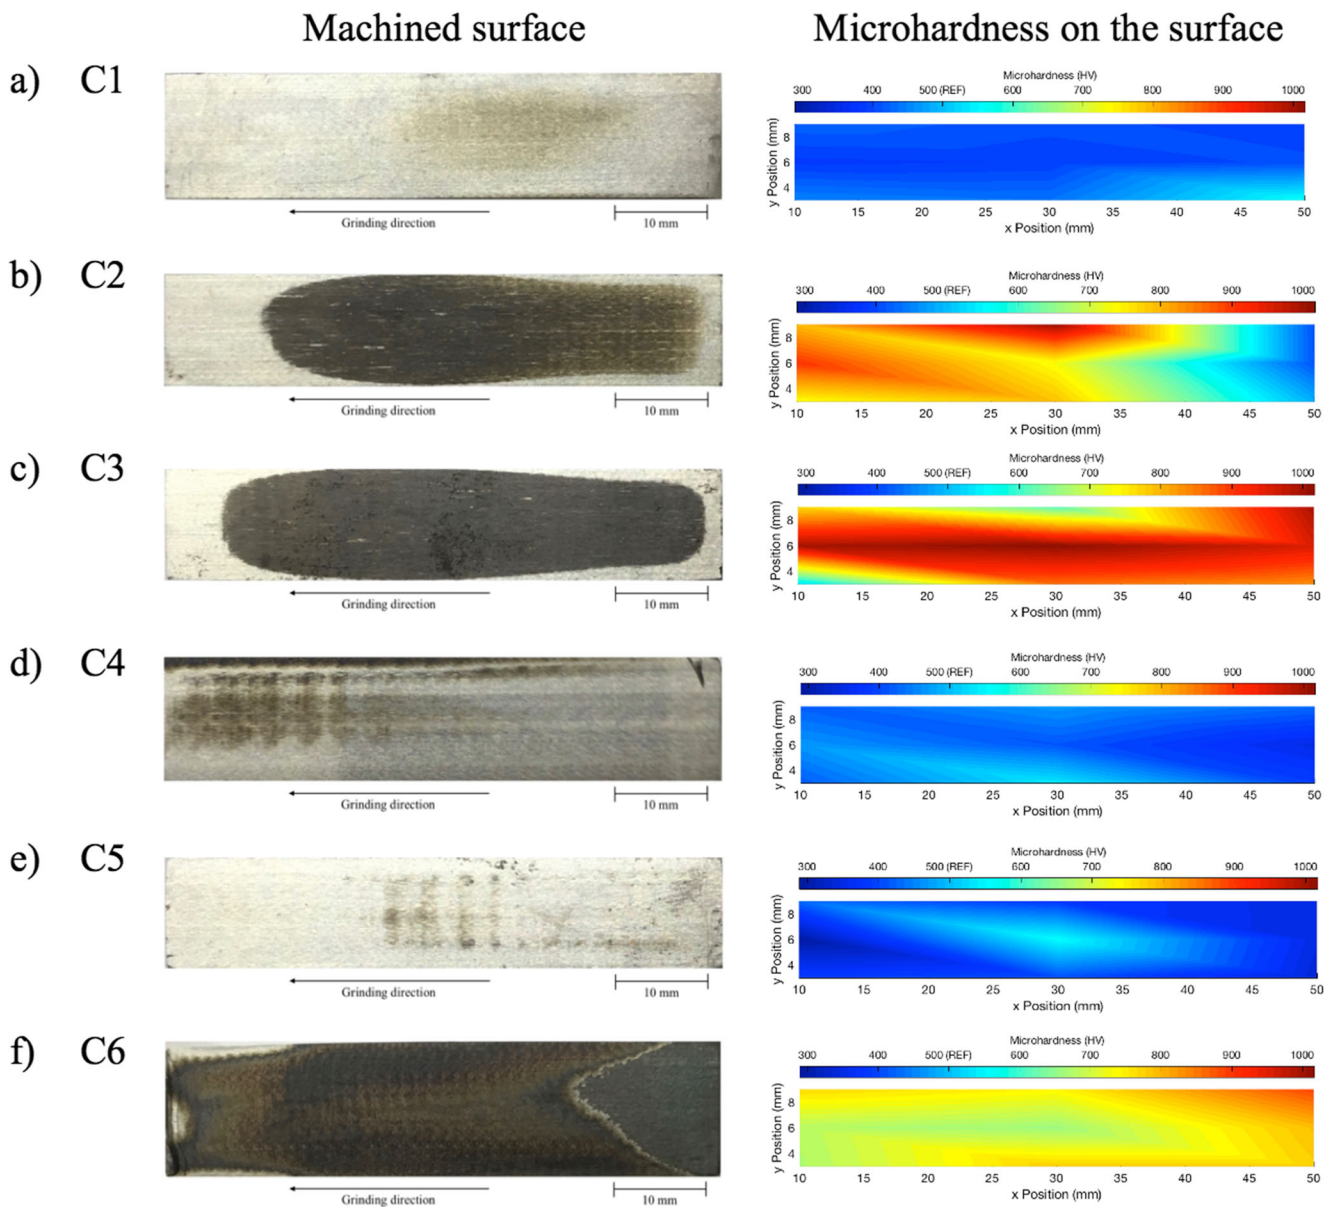 Machined surface Microhardness on the surface
a) C1
Microhardness (HV)
300 400 500 (REF) 600 700 800 900 1000
y Position (mm)
8
6
4
10 15 20 25 30 35 40 45 50
x Position (mm)
Grinding direction 10 mm
b) C2
Microhardness (HV)
300 400 500 (REF) 600 700 800 900 1000
y Position (mm)
8
6
4
10 15 20 25 30 35 40 45 50
x Position (mm)
Grinding direction 10 mm
c) C3
Microhardness (HV)
300 400 500 (REF) 600 700 800 900 1000
y Position (mm)
8
6
4
10 15 20 25 30 35 40 45 50
x Position (mm)
Grinding direction 10 mm
d) C4
Microhardness (HV)
300 400 500 (REF) 600 700 800 900 1000
y Position (mm)
8
6
4
10 15 20 25 30 35 40 45 50
x Position (mm)
Grinding direction 10 mm
e) C5
Microhardness (HV)
300 400 500 (REF) 600 700 800 900 1000
y Position (mm)
8
6
4
10 15 20 25 30 35 40 45 50
x Position (mm)
Grinding direction 10 mm
f) C6
Microhardness (HV)
300 400 500 (REF) 600 700 800 900 1000
y Position (mm)
8
6
4
10 15 20 25 30 35 40 45 50
x Position (mm)
Grinding direction 10 mm